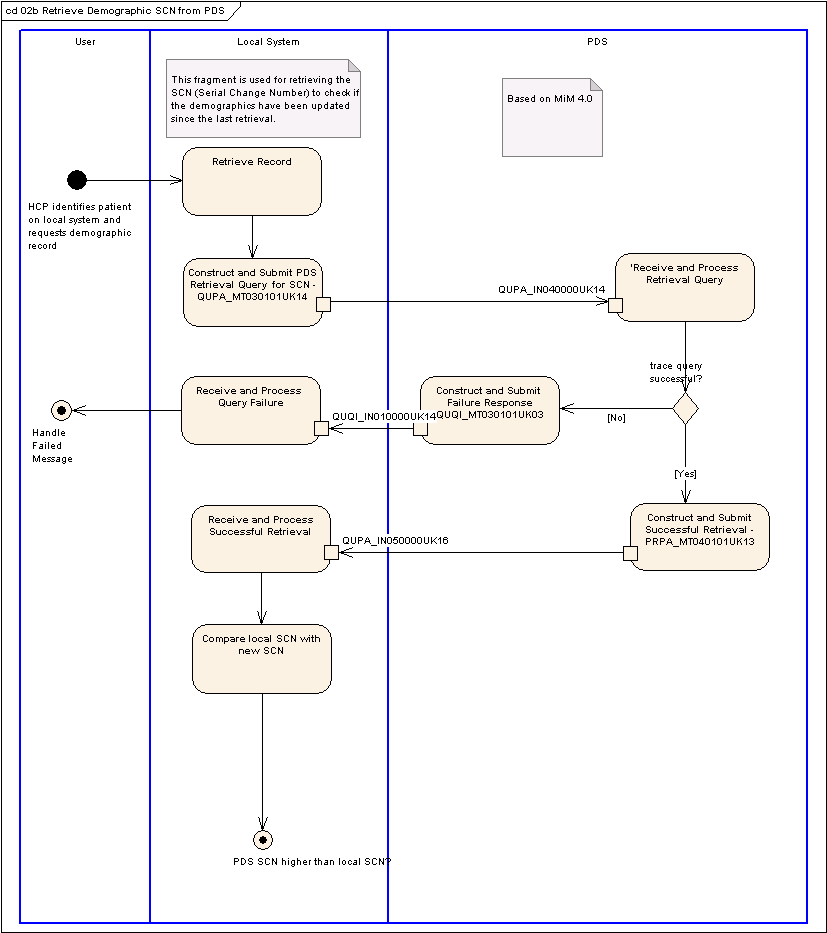 cd 02b Retrieve Demographic SCN from PDS
User
Local System
PDS
This fragment is used for retrieving the
SCN (Serial Change Number) to check if
the demographics have been updated
since the last retrieval.
Based on MiM 4.0
Retrieve Record
HCP identifies patient
on local system and
requests demographic
record
Construct and Submit PDS
Retrieval Query for SCN -
QUPA_MT030101UK14
QUPA_IN040000UK14
'Receive and Process
Retrieval Query
trace query
successful?
Receive and Process
Query Failure
QUQI_IN010000UK14
Construct and Submit
Failure Response
QUQI_MT030101UK03
[No]
Handle
Failed
Message
[Yes]
Receive and Process
Successful Retrieval
QUPA_IN050000UK16
Construct and Submit
Successful Retrieval -
PRPA_MT040101UK13
Compare local SCN with
new SCN
PDS SCN higher than local SCN?